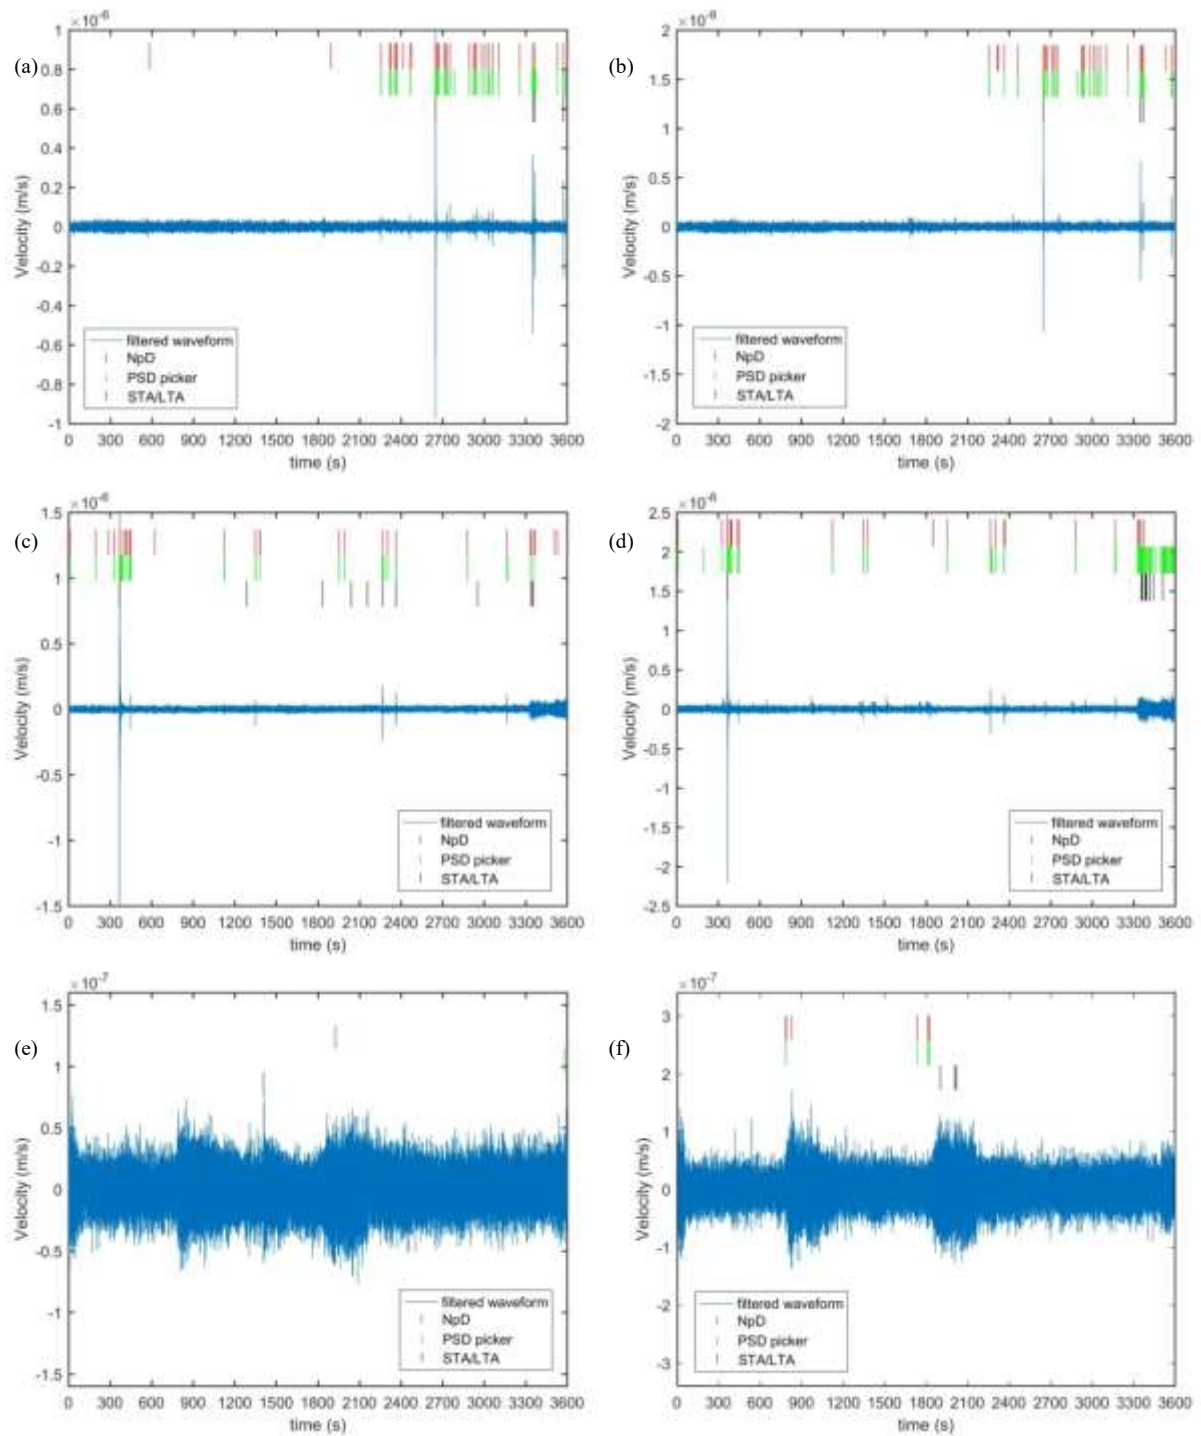 (a)
×10⁻⁶
1
0.8
0.6
0.4
0.2
0
-0.2
-0.4
-0.6
-0.8
-1
Velocity (m/s)
filtered waveform
NpD
PSD picker
STA/LTA
0 300 600 900 1200 1500 1800 2100 2400 2700 3000 3300 3600
time (s)
(b)
2
1.5
1
0.5
0
-0.5
-1
-1.5
-2
Velocity (m/s)
filtered waveform
NpD
PSD picker
STA/LTA
0 300 600 900 1200 1500 1800 2100 2400 2700 3000 3300 3600
time (s)
(c)
1.5
1
0.5
0
-0.5
-1
-1.5
Velocity (m/s)
filtered waveform
NpD
PSD picker
STA/LTA
0 300 600 900 1200 1500 1800 2100 2400 2700 3000 3300 3600
time (s)
(d)
2.5
2
1.5
1
0.5
0
-0.5
-1
-1.5
-2
-2.5
Velocity (m/s)
filtered waveform
NpD
PSD picker
STA/LTA
0 300 600 900 1200 1500 1800 2100 2400 2700 3000 3300 3600
time (s)
(e)
×10⁻⁷
1.5
1
0.5
0
-0.5
-1
-1.5
Velocity (m/s)
filtered waveform
NpD
PSD picker
STA/LTA
0 300 600 900 1200 1500 1800 2100 2400 2700 3000 3300 3600
time (s)
(f)
×10⁻⁷
3
2
1
0
-1
-2
-3
Velocity (m/s)
filtered waveform
NpD
PSD picker
STA/LTA
0 300 600 900 1200 1500 1800 2100 2400 2700 3000 3300 3600
time (s)